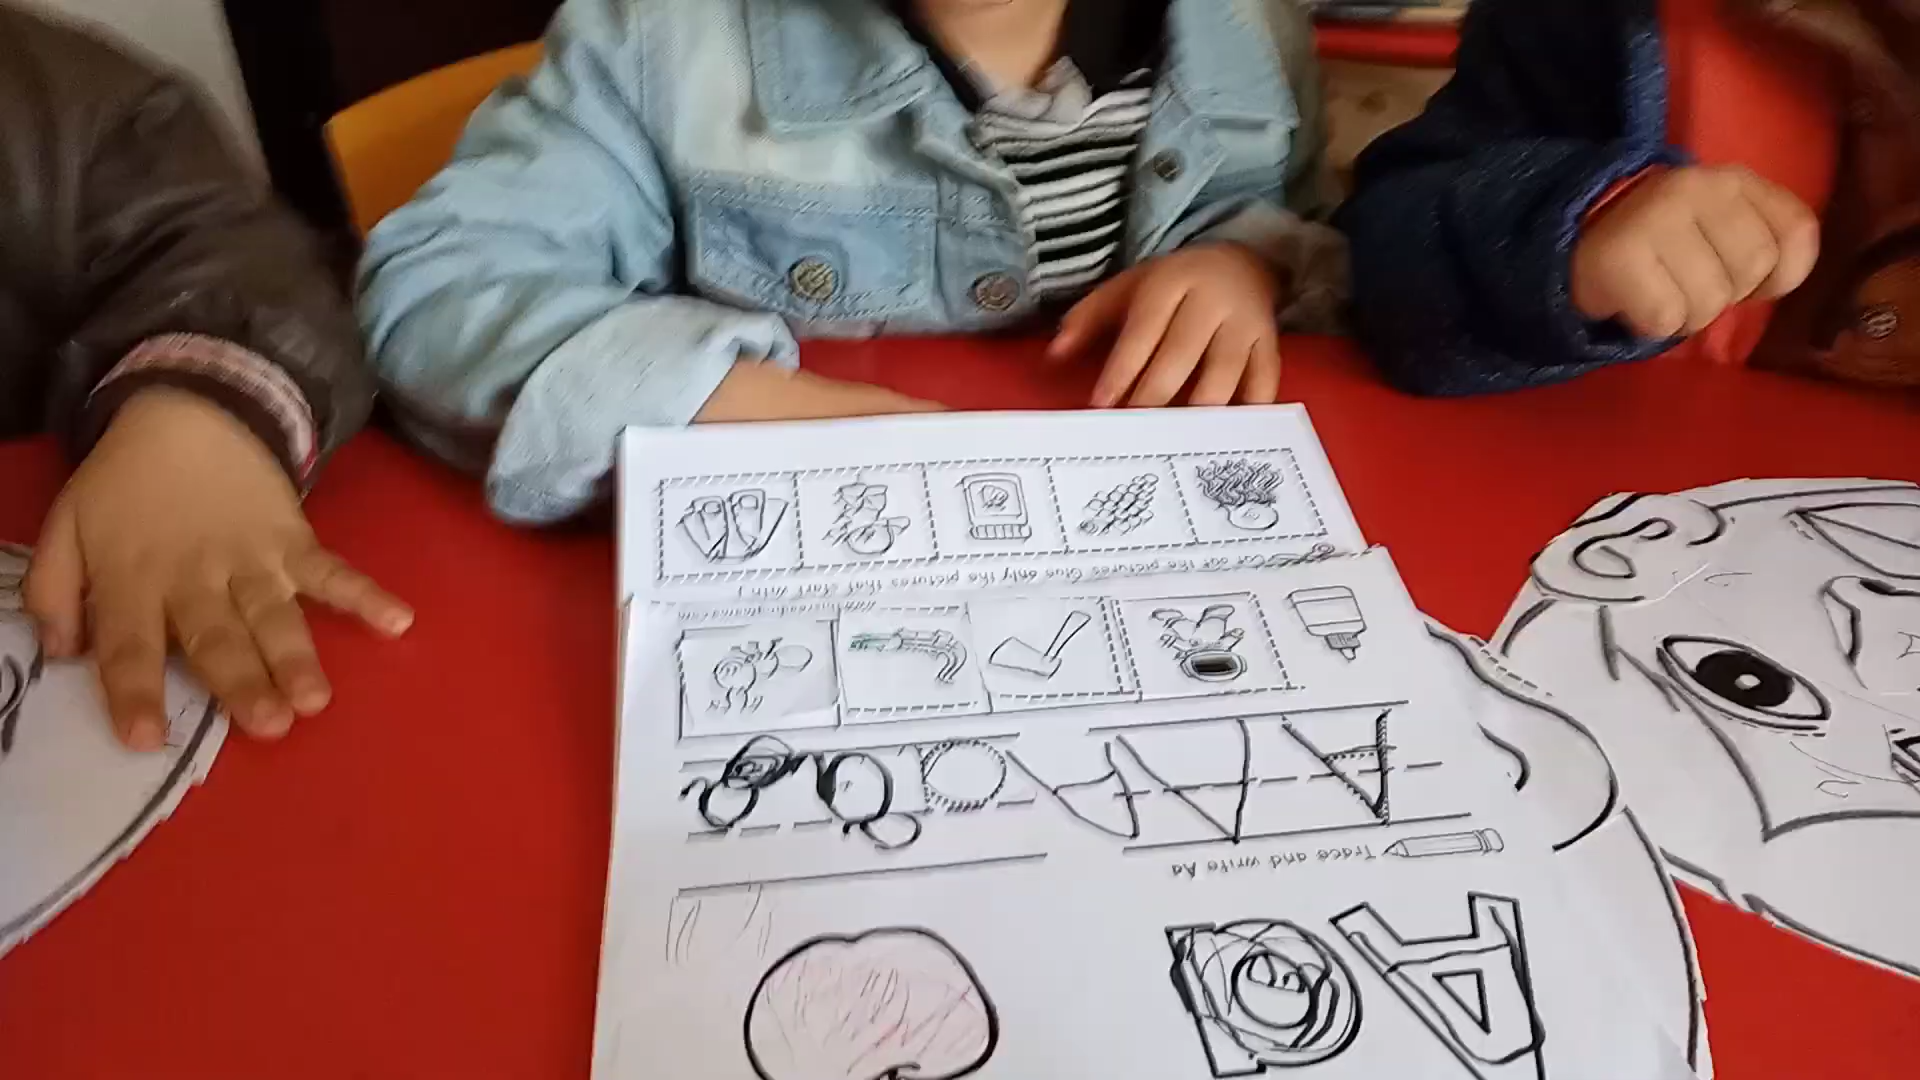 Aa
Trace and write Aa
A A A a a a
Cut out the pictures. Glue only the pictures that start with